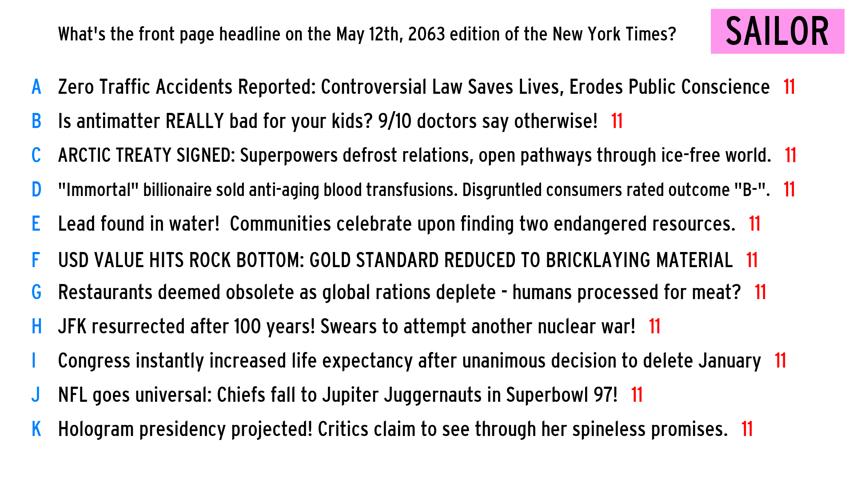 What's the front page headline on the May 12th, 2063 edition of the New York Times?
SAILOR
A Zero Traffic Accidents Reported: Controversial Law Saves Lives, Erodes Public Conscience 11
B Is antimatter REALLY bad for your kids? 9/10 doctors say otherwise! 11
C ARCTIC TREATY SIGNED: Superpowers defrost relations, open pathways through ice-free world. 11
D "Immortal" billionaire sold anti-aging blood transfusions. Disgruntled consumers rated outcome "B-". 11
E Lead found in water! Communities celebrate upon finding two endangered resources. 11
F USD VALUE HITS ROCK BOTTOM: GOLD STANDARD REDUCED TO BRICKLAYING MATERIAL 11
G Restaurants deemed obsolete as global rations deplete - humans processed for meat? 11
H JFK resurrected after 100 years! Swears to attempt another nuclear war! 11
I Congress instantly increased life expectancy after unanimous decision to delete January 11
J NFL goes universal: Chiefs fall to Jupiter Juggernauts in Superbowl 97! 11
K Hologram presidency projected! Critics claim to see through her spineless promises. 11